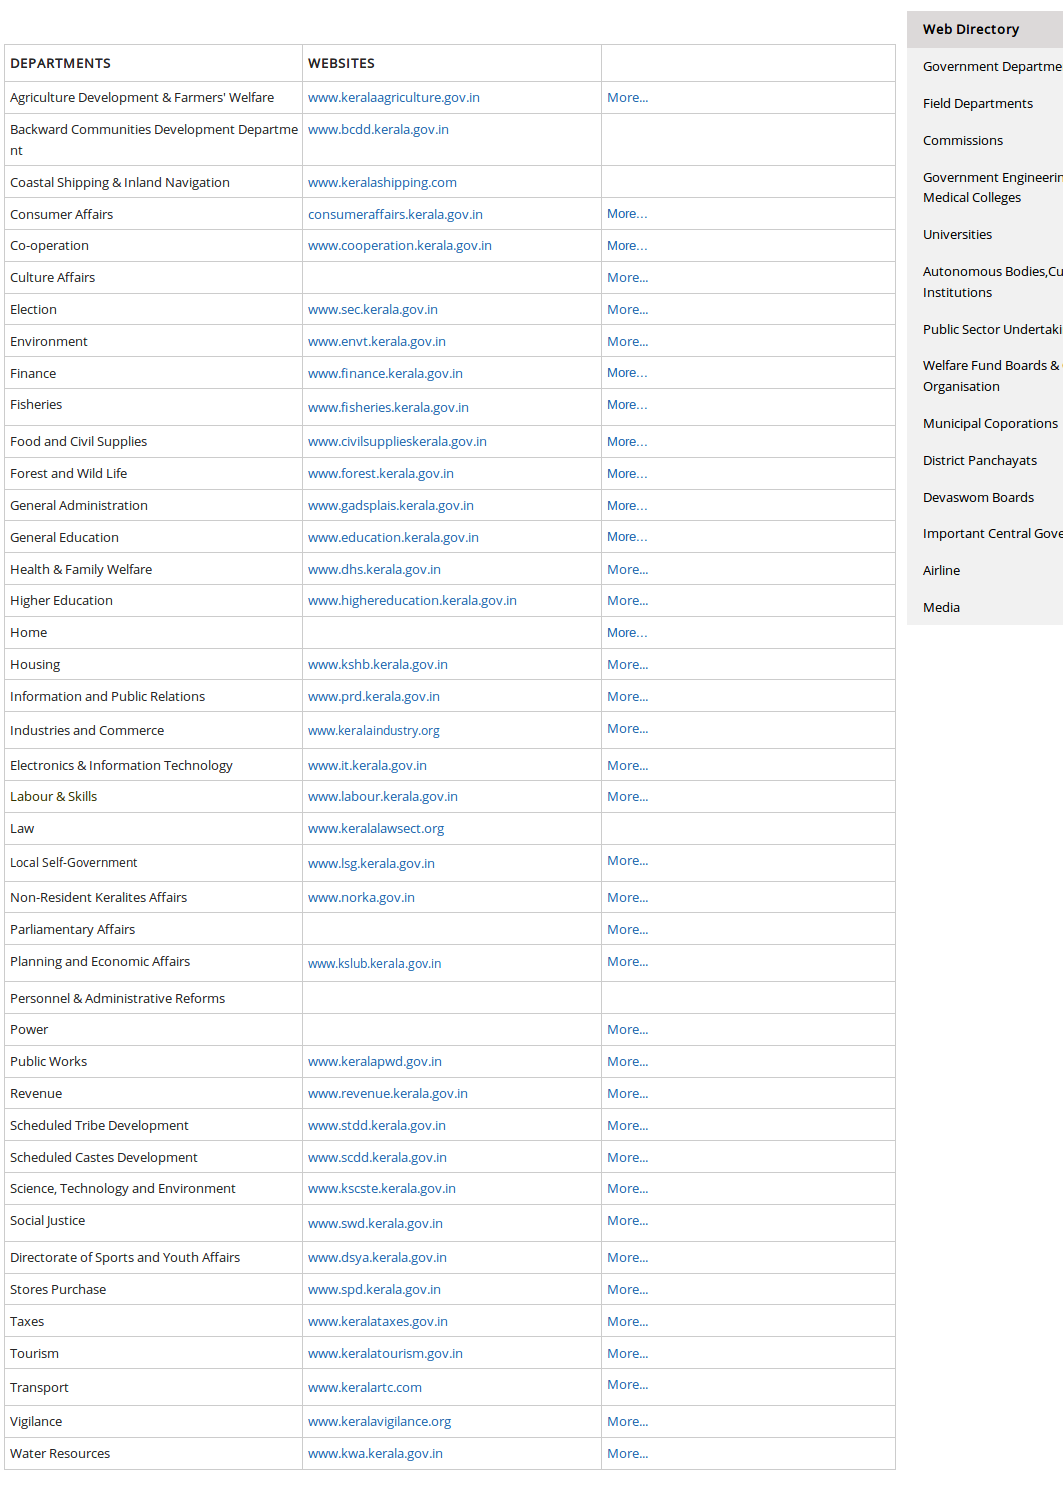 DEPARTMENTS WEBSITES
Agriculture Development & Farmers' Welfare www.keralaagriculture.gov.in More...
Backward Communities Development Departme www.bcdd.kerala.gov.in
nt
Coastal Shipping & Inland Navigation www.keralashipping.com
Consumer Affairs consumeraffairs.kerala.gov.in More...
Co-operation www.cooperation.kerala.gov.in More...
Culture Affairs More...
Election www.sec.kerala.gov.in More...
Environment www.envt.kerala.gov.in More...
Finance www.finance.kerala.gov.in More...
Fisheries www.fisheries.kerala.gov.in More...
Food and Civil Supplies www.civilsupplieskerala.gov.in More...
Forest and Wild Life www.forest.kerala.gov.in More...
General Administration www.gadsplais.kerala.gov.in More...
General Education www.education.kerala.gov.in More...
Health & Family Welfare www.dhs.kerala.gov.in More...
Higher Education www.highereducation.kerala.gov.in More...
Home More...
Housing www.kshb.kerala.gov.in More...
Information and Public Relations www.prd.kerala.gov.in More...
Industries and Commerce www.keralaindustry.org More...
Electronics & Information Technology www.it.kerala.gov.in More...
Labour & Skills www.labour.kerala.gov.in More...
Law www.keralalawsect.org
Local Self-Government www.lsg.kerala.gov.in More...
Non-Resident Keralites Affairs www.norka.gov.in More...
Parliamentary Affairs More...
Planning and Economic Affairs www.kslub.kerala.gov.in More...
Personnel & Administrative Reforms
Power More...
Public Works www.keralapwd.gov.in More...
Revenue www.revenue.kerala.gov.in More...
Scheduled Tribe Development www.stdd.kerala.gov.in More...
Scheduled Castes Development www.scdd.kerala.gov.in More...
Science, Technology and Environment www.kscste.kerala.gov.in More...
Social Justice www.swd.kerala.gov.in More...
Directorate of Sports and Youth Affairs www.dsya.kerala.gov.in More...
Stores Purchase www.spd.kerala.gov.in More...
Taxes www.keralataxes.gov.in More...
Tourism www.keralatourism.gov.in More...
Transport www.keralartc.com More...
Vigilance www.keralavigilance.org More...
Water Resources www.kwa.kerala.gov.in More...
Web Directory
Government Departme
Field Departments
Commissions
Government Engineerin
Medical Colleges
Universities
Autonomous Bodies,Cu
Institutions
Public Sector Undertaki
Welfare Fund Boards &
Organisation
Municipal Coporations
District Panchayats
Devaswom Boards
Important Central Gove
Airline
Media